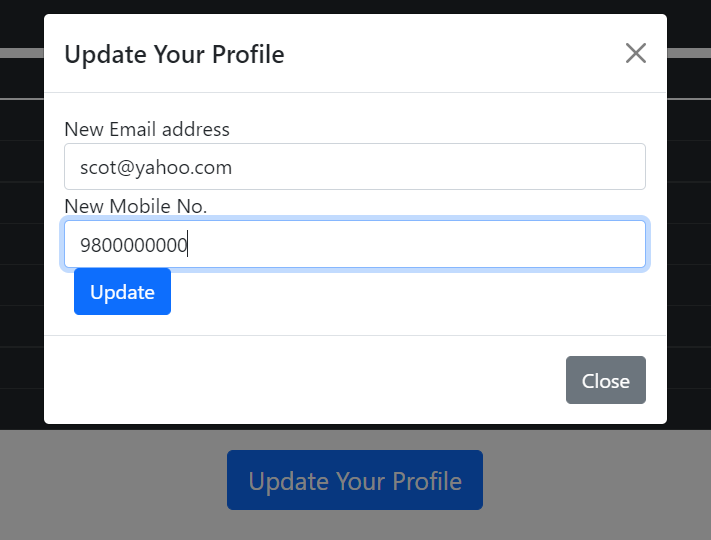 Update Your Profile
New Email address
scot@yahoo.com
New Mobile No.
9800000000
Update
Close
Update Your Profile